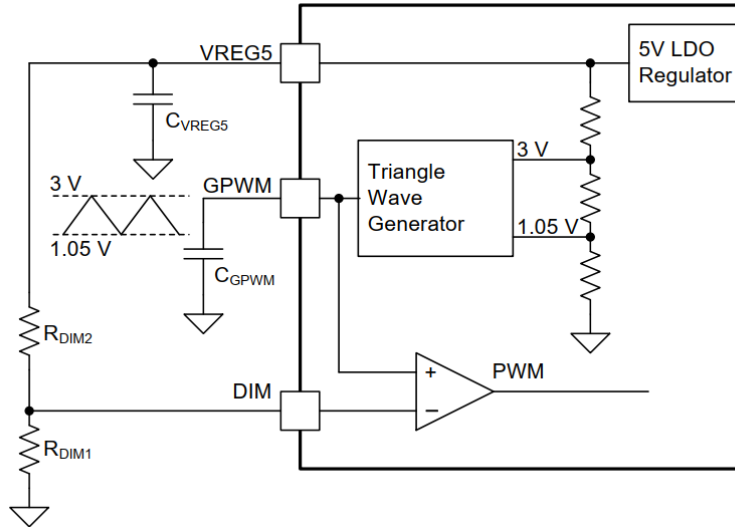 VREG5
5V LDO
Regulator
CVREG5
3 V
GPWM
Triangle
Wave
Generator
3 V
1.05 V
1.05 V
CGPWM
RDIM2
DIM
+
−
PWM
RDIM1